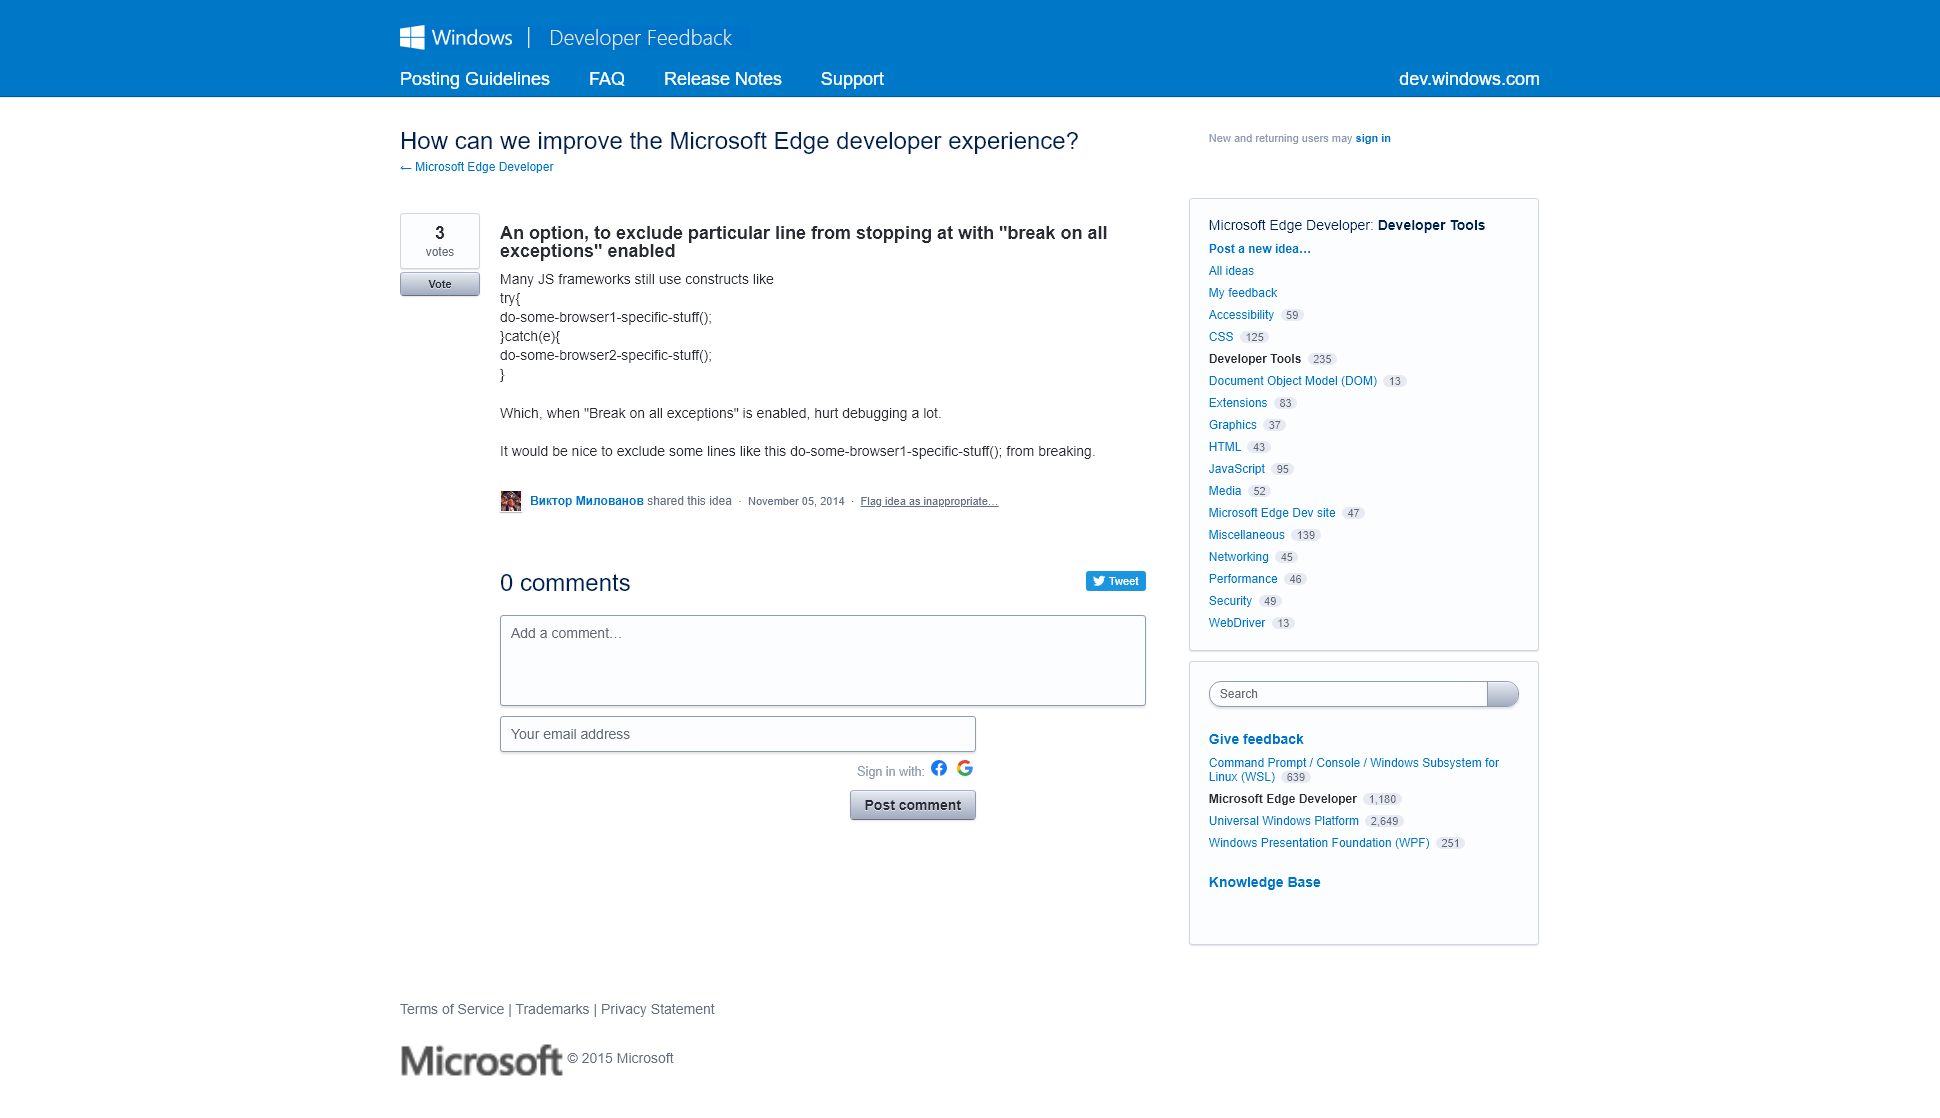 Windows | Developer Feedback
Posting Guidelines FAQ Release Notes Support dev.windows.com
How can we improve the Microsoft Edge developer experience?
← Microsoft Edge Developer
New and returning users may sign in
3
votes
Vote
An option, to exclude particular line from stopping at with "break on all
exceptions" enabled
Many JS frameworks still use constructs like
try{
do-some-browser1-specific-stuff();
}catch(e){
do-some-browser2-specific-stuff();
}
Which, when "Break on all exceptions" is enabled, hurt debugging a lot.
It would be nice to exclude some lines like this do-some-browser1-specific-stuff(); from breaking.
Виктор Милованов shared this idea · November 05, 2014 · Flag idea as inappropriate…
0 comments
Tweet
Add a comment…
Your email address
Sign in with:
Post comment
Microsoft Edge Developer: Developer Tools
Post a new idea…
All ideas
My feedback
Accessibility 59
CSS 125
Developer Tools 235
Document Object Model (DOM) 13
Extensions 83
Graphics 37
HTML 43
JavaScript 95
Media 52
Microsoft Edge Dev site 47
Miscellaneous 139
Networking 45
Performance 46
Security 49
WebDriver 13
Search
Give feedback
Command Prompt / Console / Windows Subsystem for
Linux (WSL) 639
Microsoft Edge Developer 1,180
Universal Windows Platform 2,649
Windows Presentation Foundation (WPF) 251
Knowledge Base
Terms of Service | Trademarks | Privacy Statement
Microsoft © 2015 Microsoft